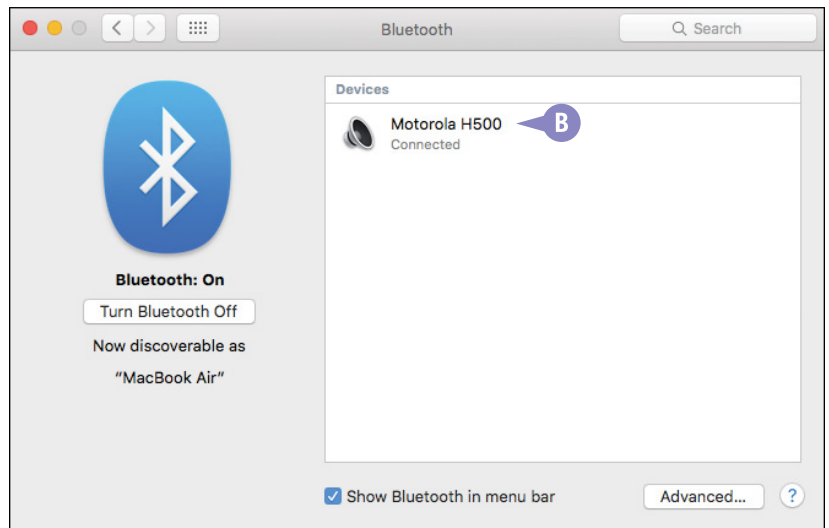 Bluetooth
Search
Devices
Motorola H500
B
Connected
Bluetooth: On
Turn Bluetooth Off
Now discoverable as
“MacBook Air”
Show Bluetooth in menu bar
Advanced...
?